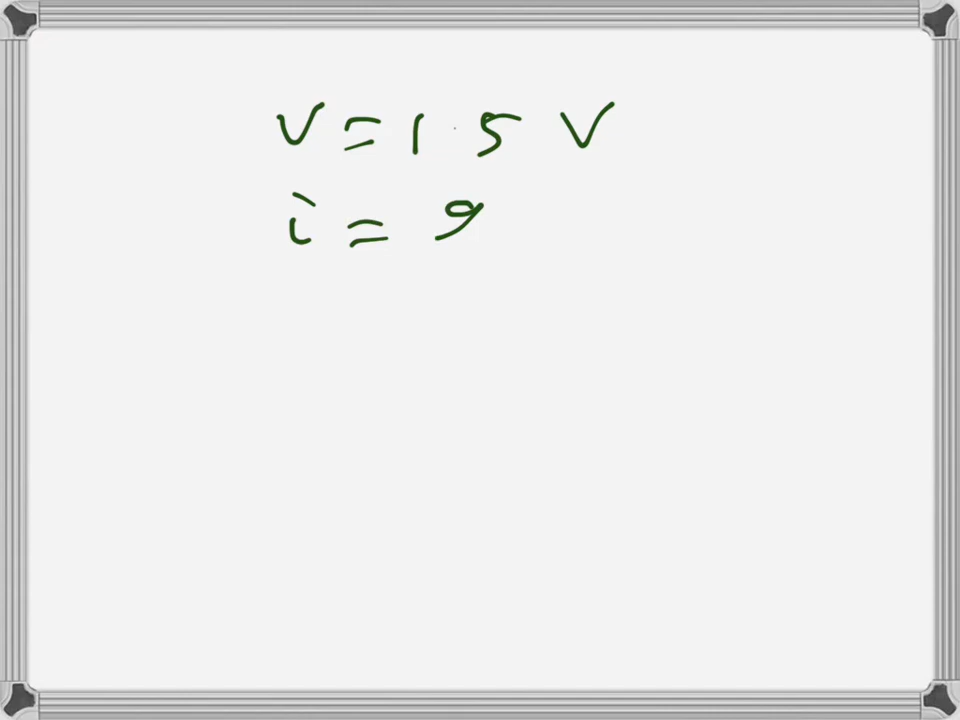 V = 1.5 V
i = 9